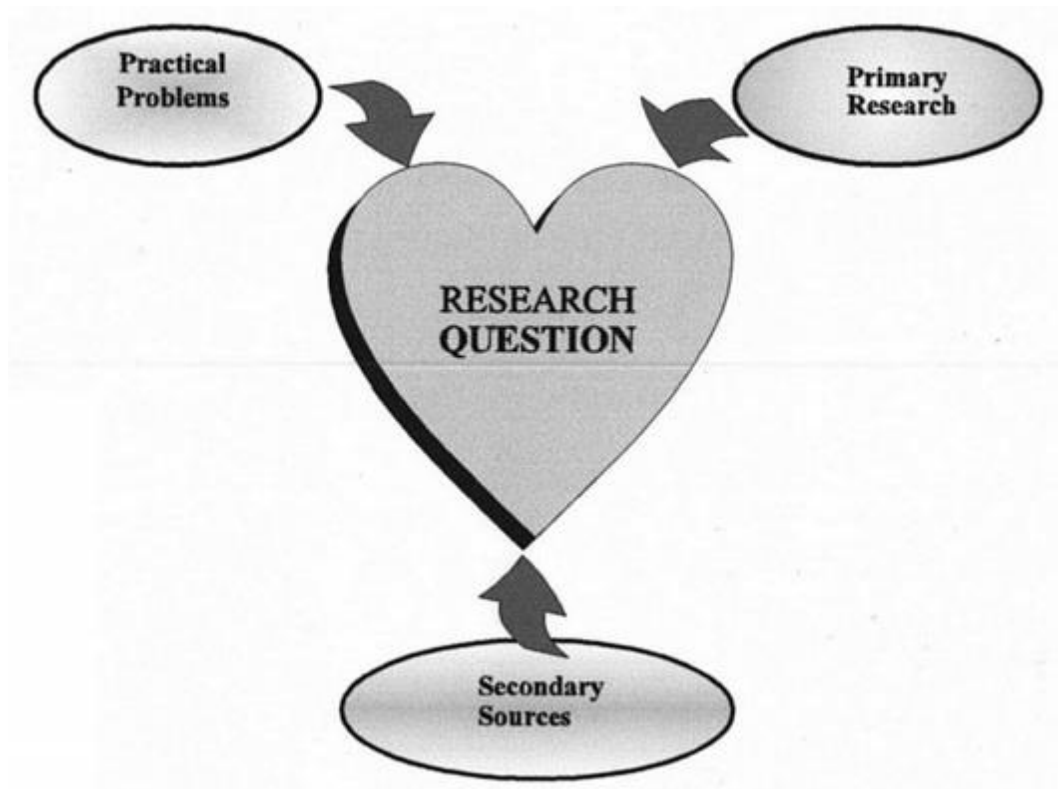 Practical
Problems
Primary
Research
RESEARCH
QUESTION
Secondary
Sources